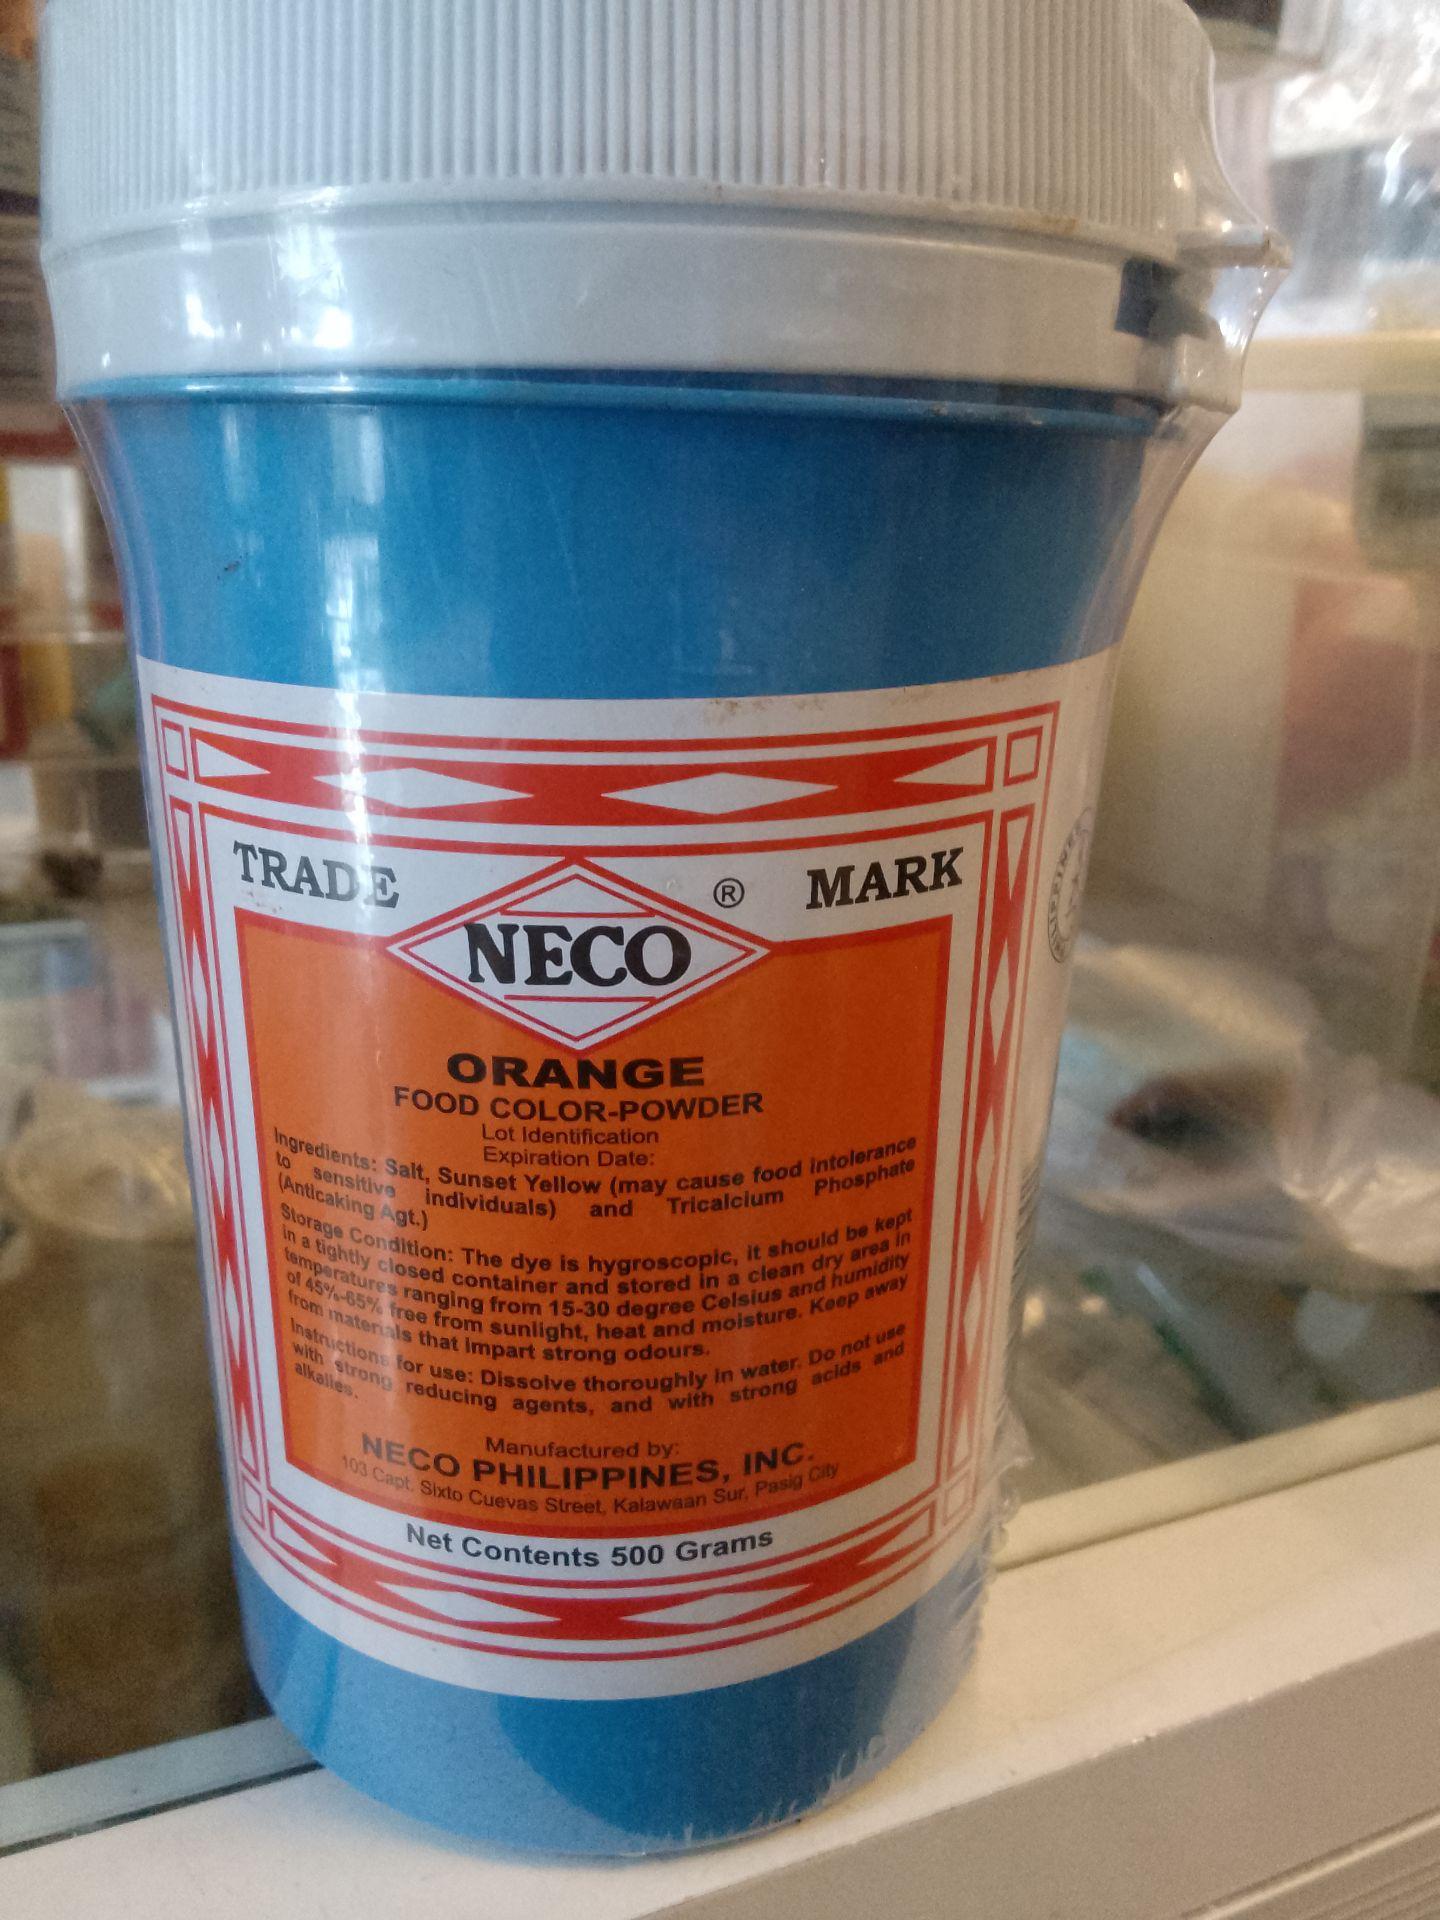 TRADE MARK
NECO ®
ORANGE
FOOD COLOR-POWDER
Lot Identification
Expiration Date:
Ingredients: Salt, Sunset Yellow (may cause food intolerance
to sensitive individuals) and Tricalcium Phosphate
(Anticaking Agt.)
Storage Condition: The dye is hygroscopic, it should be kept
in a tightly closed container and stored in a clean dry area in
temperatures ranging from 15-30 degree Celsius and humidity
of 45%-65% free from sunlight, heat and moisture. Keep away
from materials that impart strong odours.
Instructions for use: Dissolve thoroughly in water. Do not use
with strong reducing agents, and with strong acids and
alkalies.
Manufactured by:
NECO PHILIPPINES, INC.
103 Capt. Sixto Cuevas Street, Kalawaan Sur, Pasig City
Net Contents 500 Grams